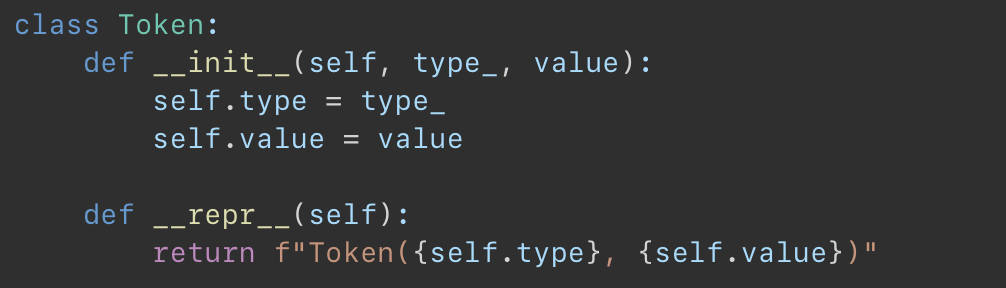 class Token:
    def __init__(self, type_, value):
        self.type = type_
        self.value = value

    def __repr__(self):
        return f"Token({self.type}, {self.value})"